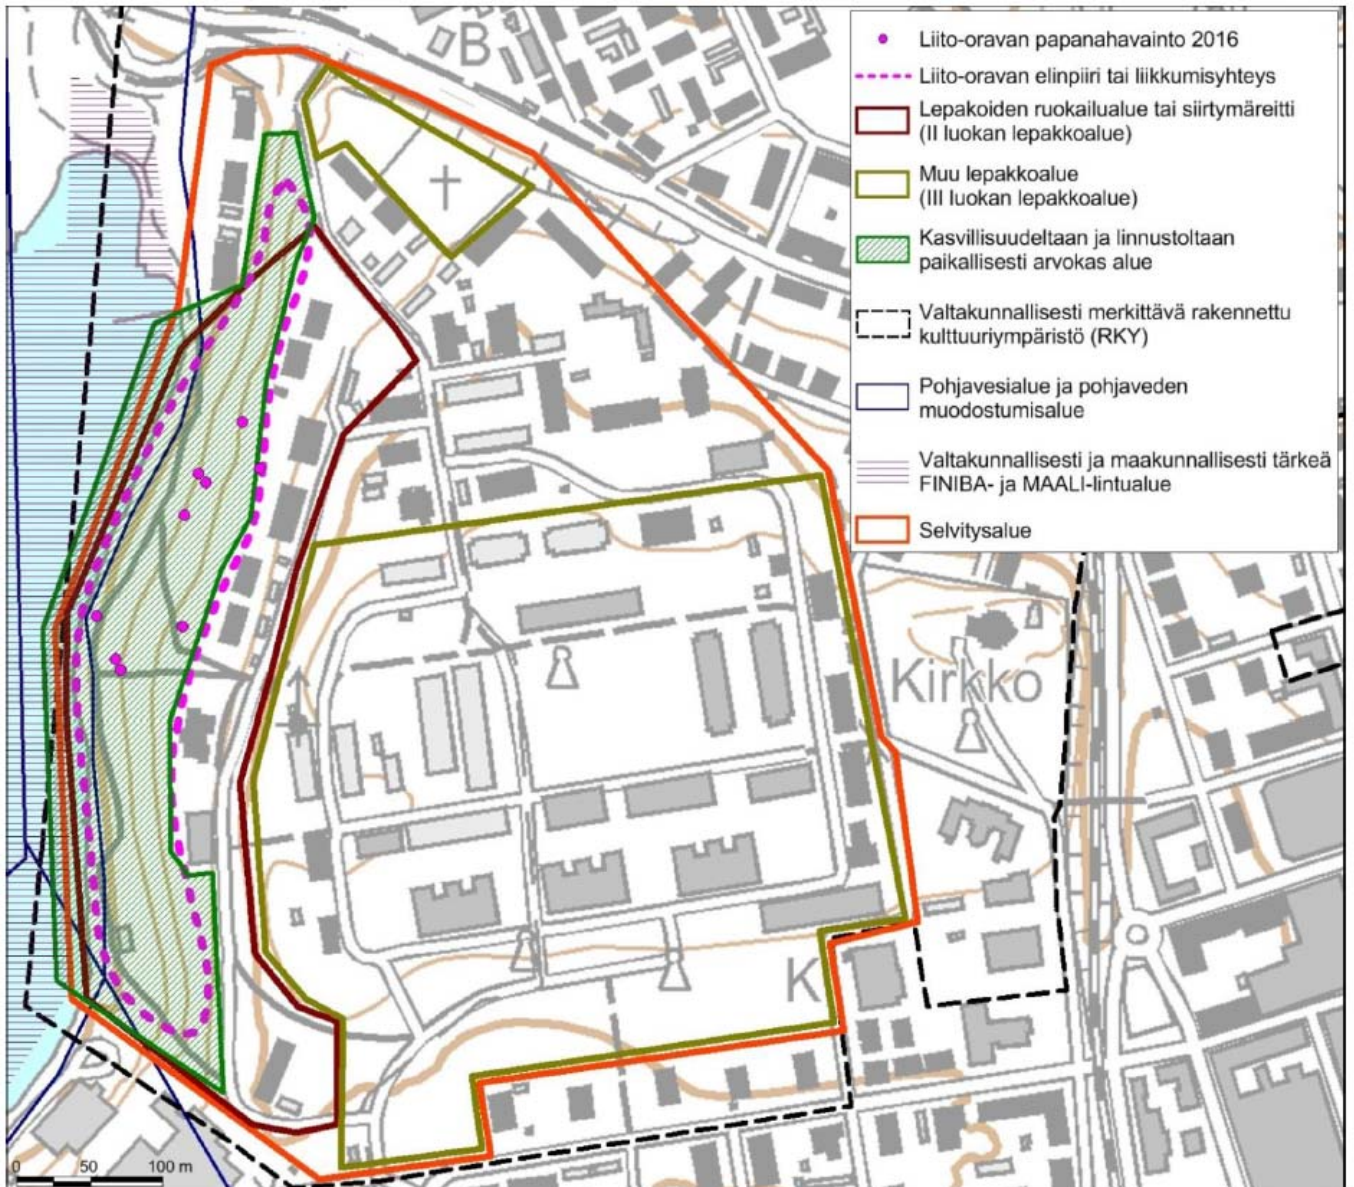 B
Liito-oravan papanahavainto 2016
Liito-oravan elinpiiri tai liikkumisyhteys
Lepakoiden ruokailualue tai siirtymäreitti
(II luokan lepakkoalue)
Muu lepakkoalue
(III luokan lepakkoalue)
Kasvillisuudeltaan ja linnustoltaan
paikallisesti arvokas alue
Valtakunnallisesti merkittävä rakennettu
kulttuuriympäristö (RKY)
Pohjavesialue ja pohjaveden
muodostumisalue
Valtakunnallisesti ja maakunnallisesti tärkeä
FINIBA- ja MAALI-lintualue
Selvitysalue
Kirkko
K
0 50 100 m